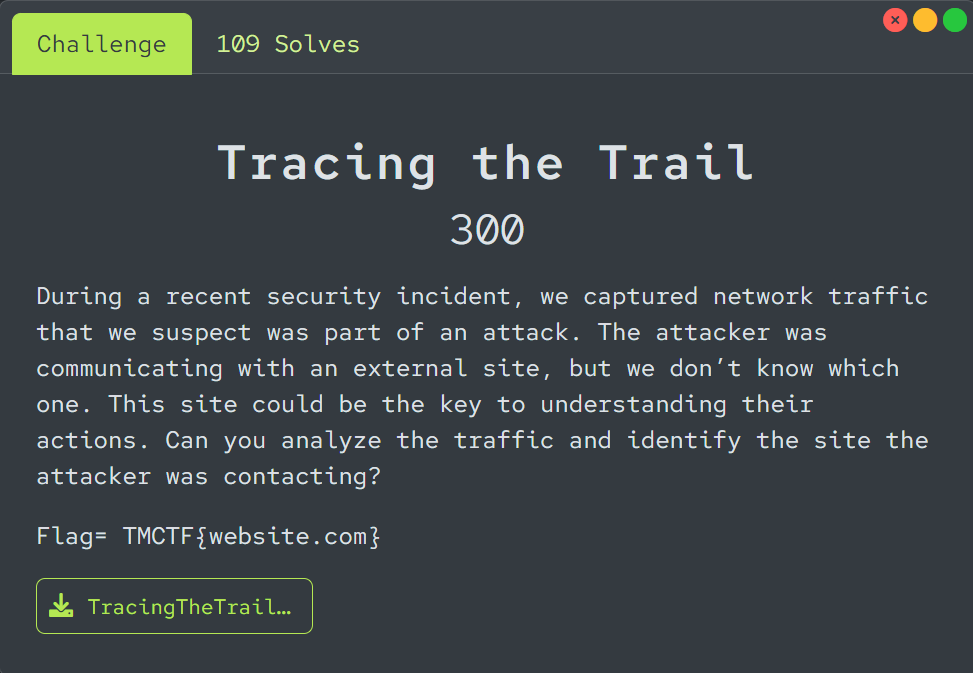 Challenge
109 Solves
Tracing the Trail
300
During a recent security incident, we captured network traffic
that we suspect was part of an attack. The attacker was
communicating with an external site, but we don’t know which
one. This site could be the key to understanding their
actions. Can you analyze the traffic and identify the site the
attacker was contacting?
Flag= TMCTF{website.com}
TracingTheTrail…